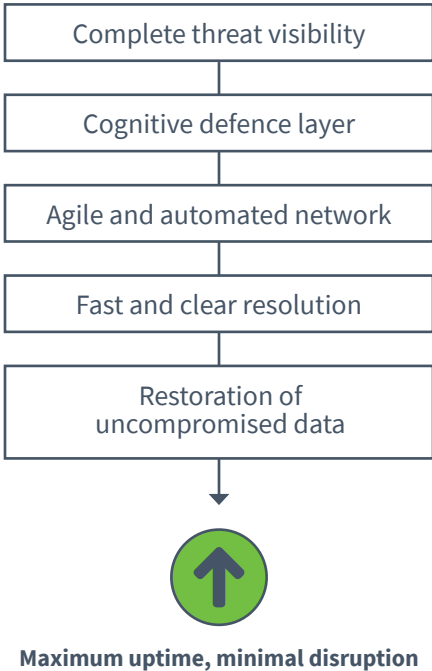 Complete threat visibility
Cognitive defence layer
Agile and automated network
Fast and clear resolution
Restoration of
uncompromised data
Maximum uptime, minimal disruption